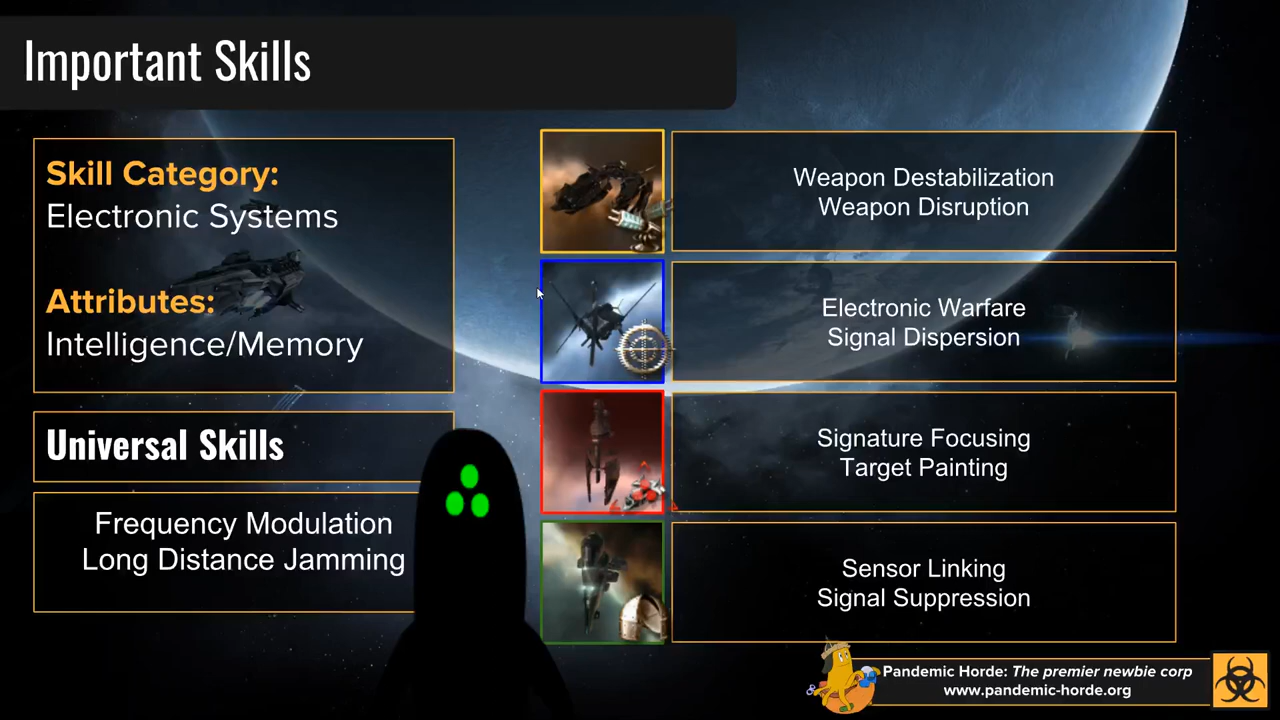 Important Skills
Skill Category:
Electronic Systems
Attributes:
Intelligence/Memory
Universal Skills
Frequency Modulation
Long Distance Jamming
Weapon Destabilization
Weapon Disruption
Electronic Warfare
Signal Dispersion
Signature Focusing
Target Painting
Sensor Linking
Signal Suppression
Pandemic Horde: The premier newbie corp
www.pandemic-horde.org